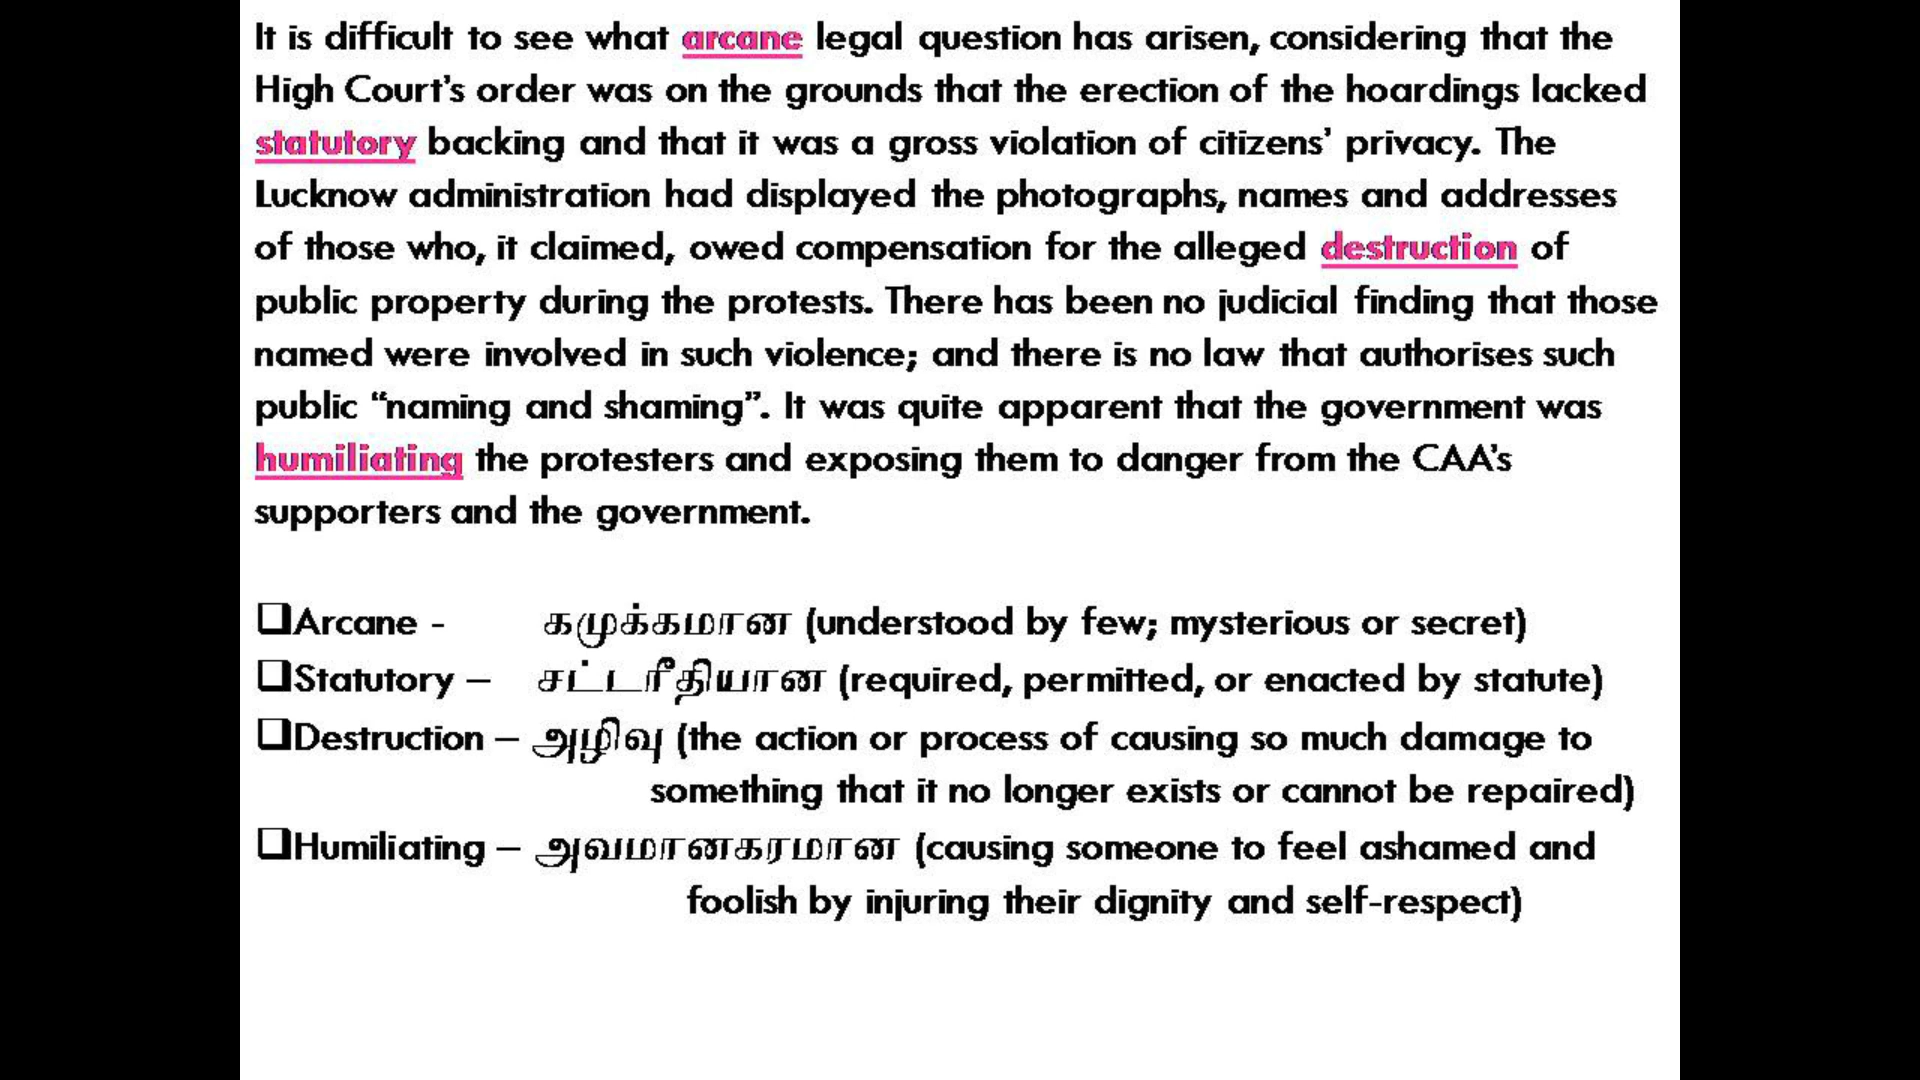 It is difficult to see what arcane legal question has arisen, considering that the
High Court's order was on the grounds that the erection of the hoardings lacked
statutory backing and that it was a gross violation of citizens' privacy. The
Lucknow administration had displayed the photographs, names and addresses
of those who, it claimed, owed compensation for the alleged destruction of
public property during the protests. There has been no judicial finding that those
named were involved in such violence; and there is no law that authorises such
public “naming and shaming”. It was quite apparent that the government was
humiliating the protesters and exposing them to danger from the CAA's
supporters and the government.
❑Arcane - கமுக்கமான (understood by few; mysterious or secret)
❑Statutory – சட்டரீதியான (required, permitted, or enacted by statute)
❑Destruction – அழிவு (the action or process of causing so much damage to
something that it no longer exists or cannot be repaired)
❑Humiliating – அவமானகரமான (causing someone to feel ashamed and
foolish by injuring their dignity and self-respect)